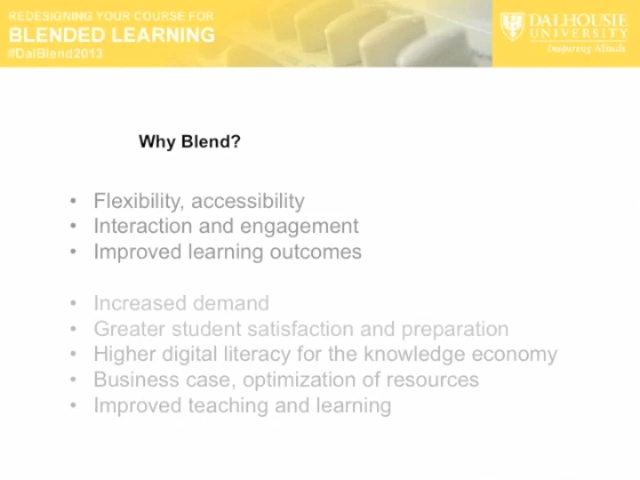 REDESIGNING YOUR COURSE FOR
BLENDED LEARNING
#DalBlend2013
DALHOUSIE
UNIVERSITY
Inspiring Minds
Why Blend?
• Flexibility, accessibility
• Interaction and engagement
• Improved learning outcomes
• Increased demand
• Greater student satisfaction and preparation
• Higher digital literacy for the knowledge economy
• Business case, optimization of resources
• Improved teaching and learning